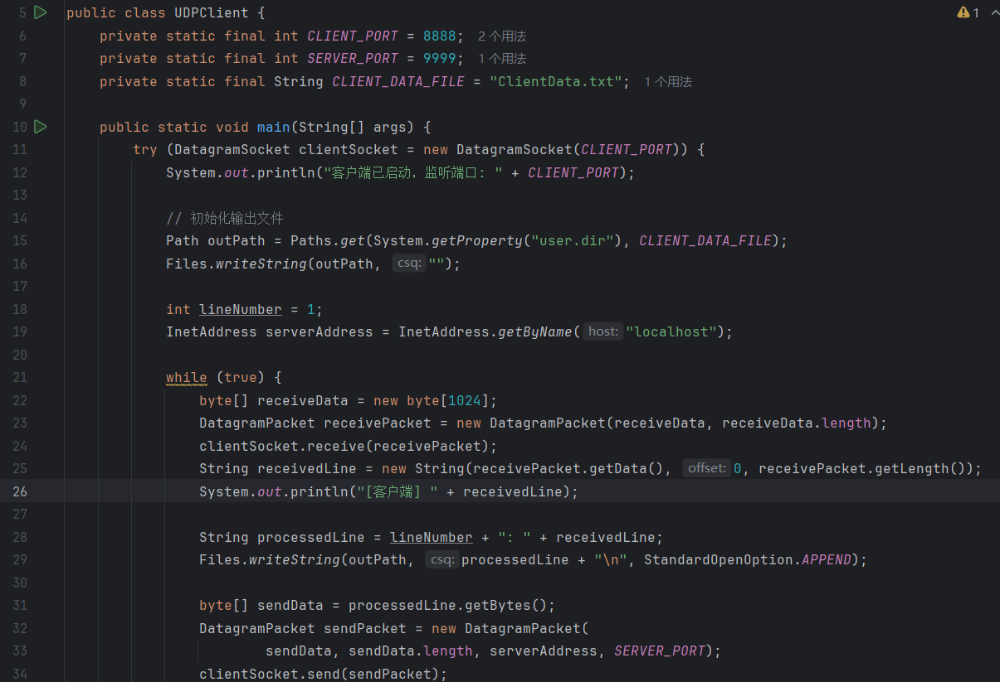 5 public class UDPClient { 1
6 private static final int CLIENT_PORT = 8888; 2 个用法
7 private static final int SERVER_PORT = 9999; 1 个用法
8 private static final String CLIENT_DATA_FILE = "ClientData.txt"; 1 个用法
9
10 public static void main(String[] args) {
11 try (DatagramSocket clientSocket = new DatagramSocket(CLIENT_PORT)) {
12 System.out.println("客户端已启动，监听端口: " + CLIENT_PORT);
13
14 // 初始化输出文件
15 Path outPath = Paths.get(System.getProperty("user.dir"), CLIENT_DATA_FILE);
16 Files.writeString(outPath, csq: "");
17
18 int lineNumber = 1;
19 InetAddress serverAddress = InetAddress.getByName( host: "localhost");
20
21 while (true) {
22 byte[] receiveData = new byte[1024];
23 DatagramPacket receivePacket = new DatagramPacket(receiveData, receiveData.length);
24 clientSocket.receive(receivePacket);
25 String receivedLine = new String(receivePacket.getData(), offset: 0, receivePacket.getLength());
26 System.out.println("[客户端] " + receivedLine);
27
28 String processedLine = lineNumber + ": " + receivedLine;
29 Files.writeString(outPath, csq: processedLine + "\n", StandardOpenOption.APPEND);
30
31 byte[] sendData = processedLine.getBytes();
32 DatagramPacket sendPacket = new DatagramPacket(
33 sendData, sendData.length, serverAddress, SERVER_PORT);
34 clientSocket.send(sendPacket);